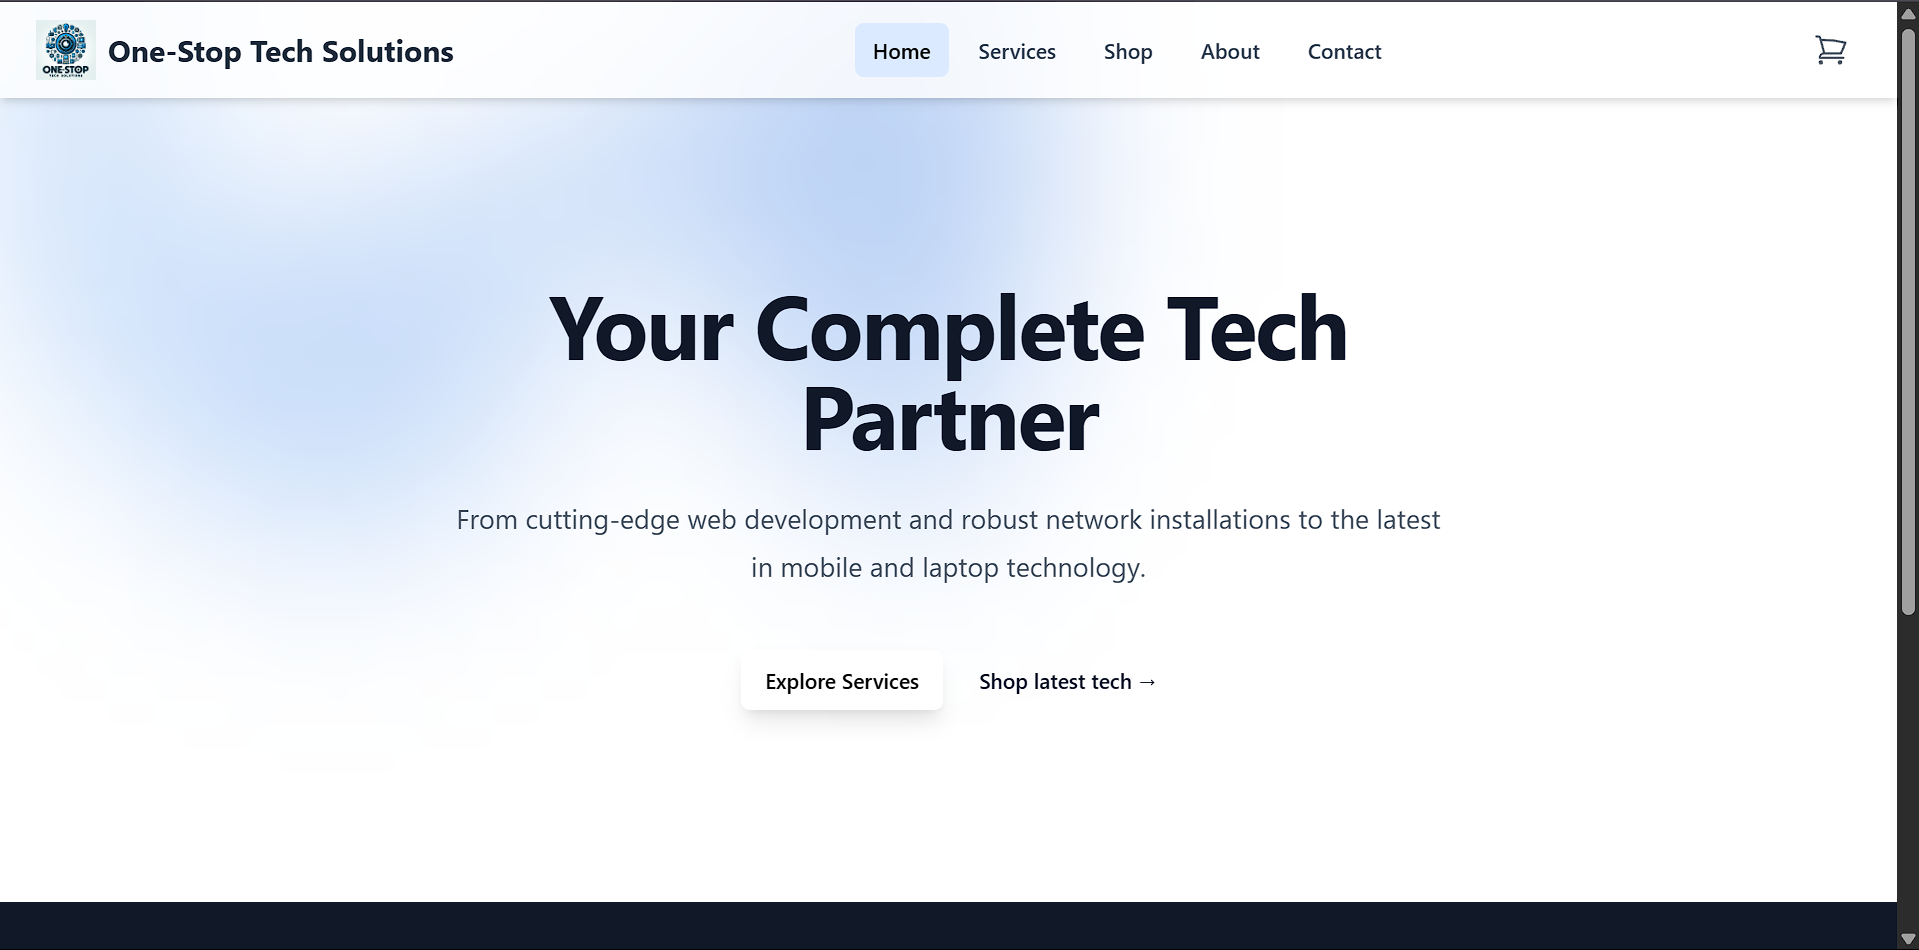 ONE-STOP
TECH SOLUTIONS
One-Stop Tech Solutions
Home
Services
Shop
About
Contact
Your Complete Tech
Partner
From cutting-edge web development and robust network installations to the latest
in mobile and laptop technology.
Explore Services
Shop latest tech →